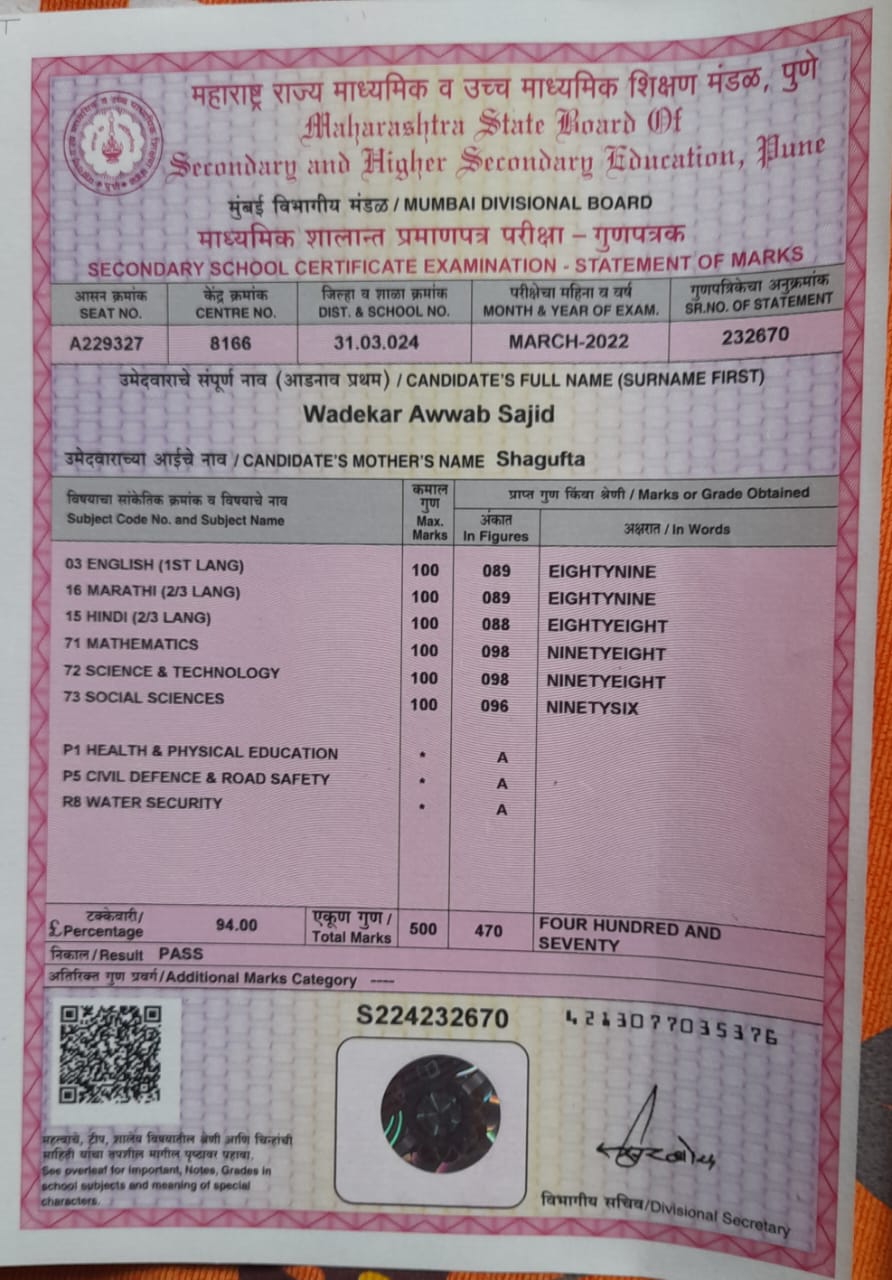 महाराष्ट्र राज्य माध्यमिक व उच्च माध्यमिक शिक्षण मंडळ, पुणे
Maharashtra State Board Of
Secondary and Higher Secondary Education, Pune
मुंबई विभागीय मंडळ / MUMBAI DIVISIONAL BOARD
माध्यमिक शालान्त प्रमाणपत्र परीक्षा – गुणपत्रक
SECONDARY SCHOOL CERTIFICATE EXAMINATION - STATEMENT OF MARKS
आसन क्रमांक केंद्र क्रमांक जिल्हा व शाळा क्रमांक परीक्षेचा महिना व वर्ष गुणपत्रिकेचा अनुक्रमांक
SEAT NO. CENTRE NO. DIST. & SCHOOL NO. MONTH & YEAR OF EXAM. SR.NO. OF STATEMENT
A229327 8166 31.03.024 MARCH-2022 232670
उमेदवाराचे संपूर्ण नाव (आडनाव प्रथम) / CANDIDATE'S FULL NAME (SURNAME FIRST)
Wadekar Awwab Sajid
उमेदवाराच्या आईचे नाव / CANDIDATE'S MOTHER'S NAME Shagufta
विषयाचा सांकेतिक क्रमांक व विषयाचे नाव
Subject Code No. and Subject Name
कमाल
गुण
Max.
Marks
प्राप्त गुण किंवा श्रेणी / Marks or Grade Obtained
अंकात
In Figures
अक्षरात / In Words
03 ENGLISH (1ST LANG) 100 089 EIGHTYNINE
16 MARATHI (2/3 LANG) 100 089 EIGHTYNINE
15 HINDI (2/3 LANG) 100 088 EIGHTYEIGHT
71 MATHEMATICS 100 098 NINETYEIGHT
72 SCIENCE & TECHNOLOGY 100 098 NINETYEIGHT
73 SOCIAL SCIENCES 100 096 NINETYSIX
P1 HEALTH & PHYSICAL EDUCATION * A
P5 CIVIL DEFENCE & ROAD SAFETY * A
R8 WATER SECURITY * A
टक्केवारी/
£Percentage 94.00
एकूण गुण /
Total Marks 500 470 FOUR HUNDRED AND
SEVENTY
निकाल/Result PASS
अतिरिक्त गुण प्रवर्ग/Additional Marks Category ----
S224232670
4213077035376
महत्वाचे, टीप, शालेय विषयातील श्रेणी आणि चिन्हांची
माहिती यांचा तपशील मागील पृष्ठावर पहावा.
See overleaf for Important, Notes, Grades in
school subjects and meaning of special
characters.
विभागीय सचिव/Divisional Secretary